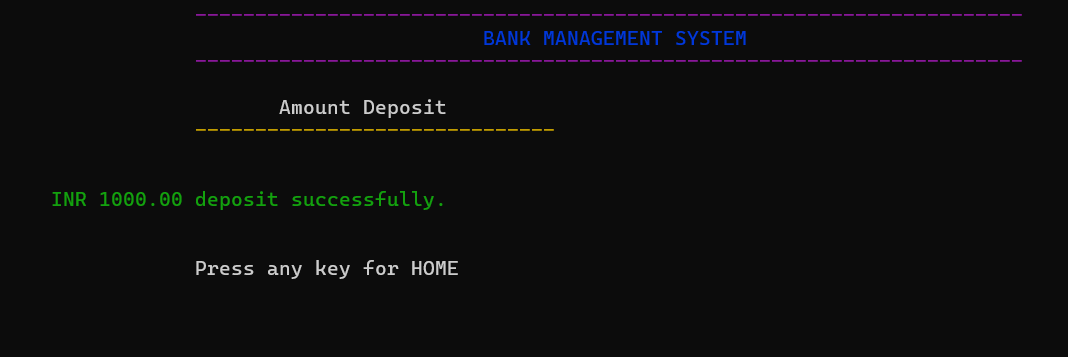 BANK MANAGEMENT SYSTEM
Amount Deposit
INR 1000.00 deposit successfully.
Press any key for HOME